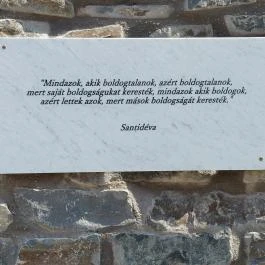 "Mindazok, akik boldogtalanok, azért boldogtalanok,
mert saját boldogságukat keresték, mindazok akik boldogok,
azért lettek azok, mert mások boldogságát keresték."
Santidéva